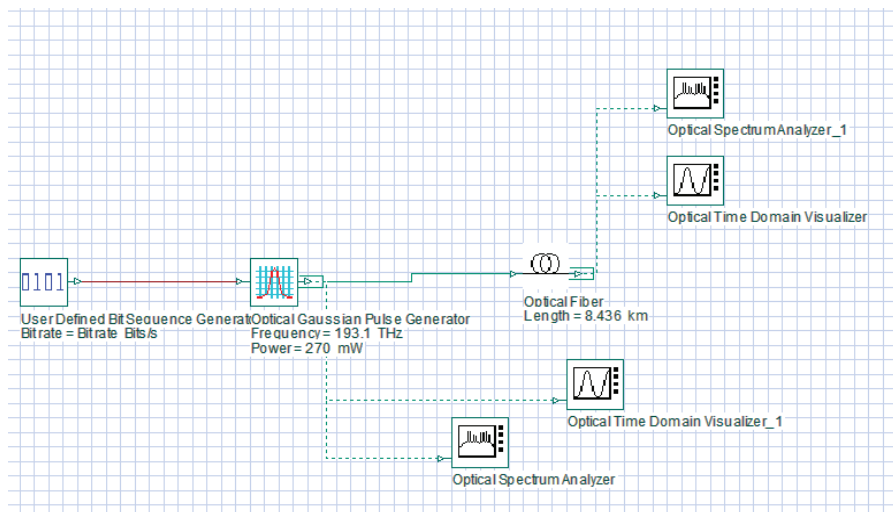 Optical Spectrum Analyzer_1
Optical Time Domain Visualizer
0101
User Defined Bit Sequence Generat
Bitrate = Bitrate Bits/s
Optical Gaussian Pulse Generator
Frequency = 193.1 THz
Power = 270 mW
Optical Fiber
Length = 8.436 km
Optical Time Domain Visualizer_1
Optical Spectrum Analyzer